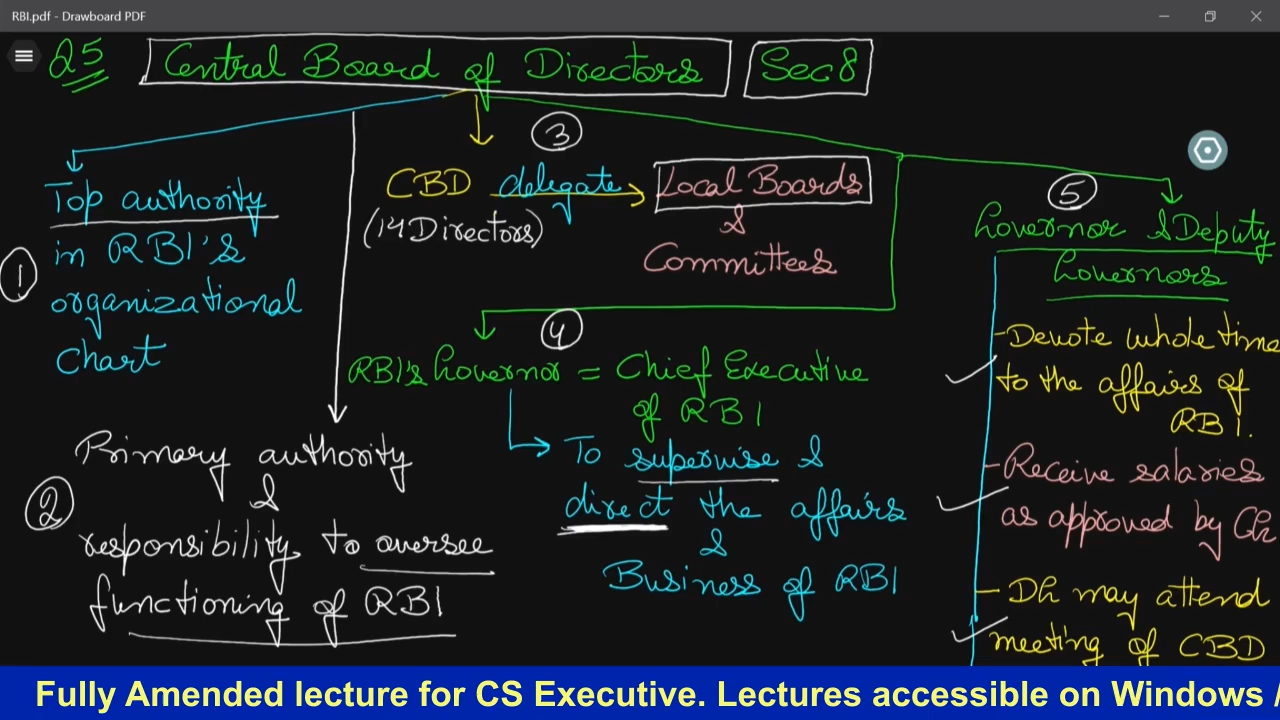 RBI.pdf - Drawboard PDF
Q5 Central Board of Directors Sec 8
① Top authority
in RBI's
organizational
chart
② Primary authority
&
responsibility to oversee
functioning of RBI
③
CBD delegate Local Boards
(14 Directors) &
Committees
④
RBI's Governor = Chief Executive
of RBI
To supervise &
direct the affairs
&
Business of RBI
⑤
Governor & Deputy
Governors
- Devote whole time
to the affairs of
RBI.
- Receive salaries
as approved by CG
- DG may attend
meeting of CBD
Fully Amended lecture for CS Executive. Lectures accessible on Windows /